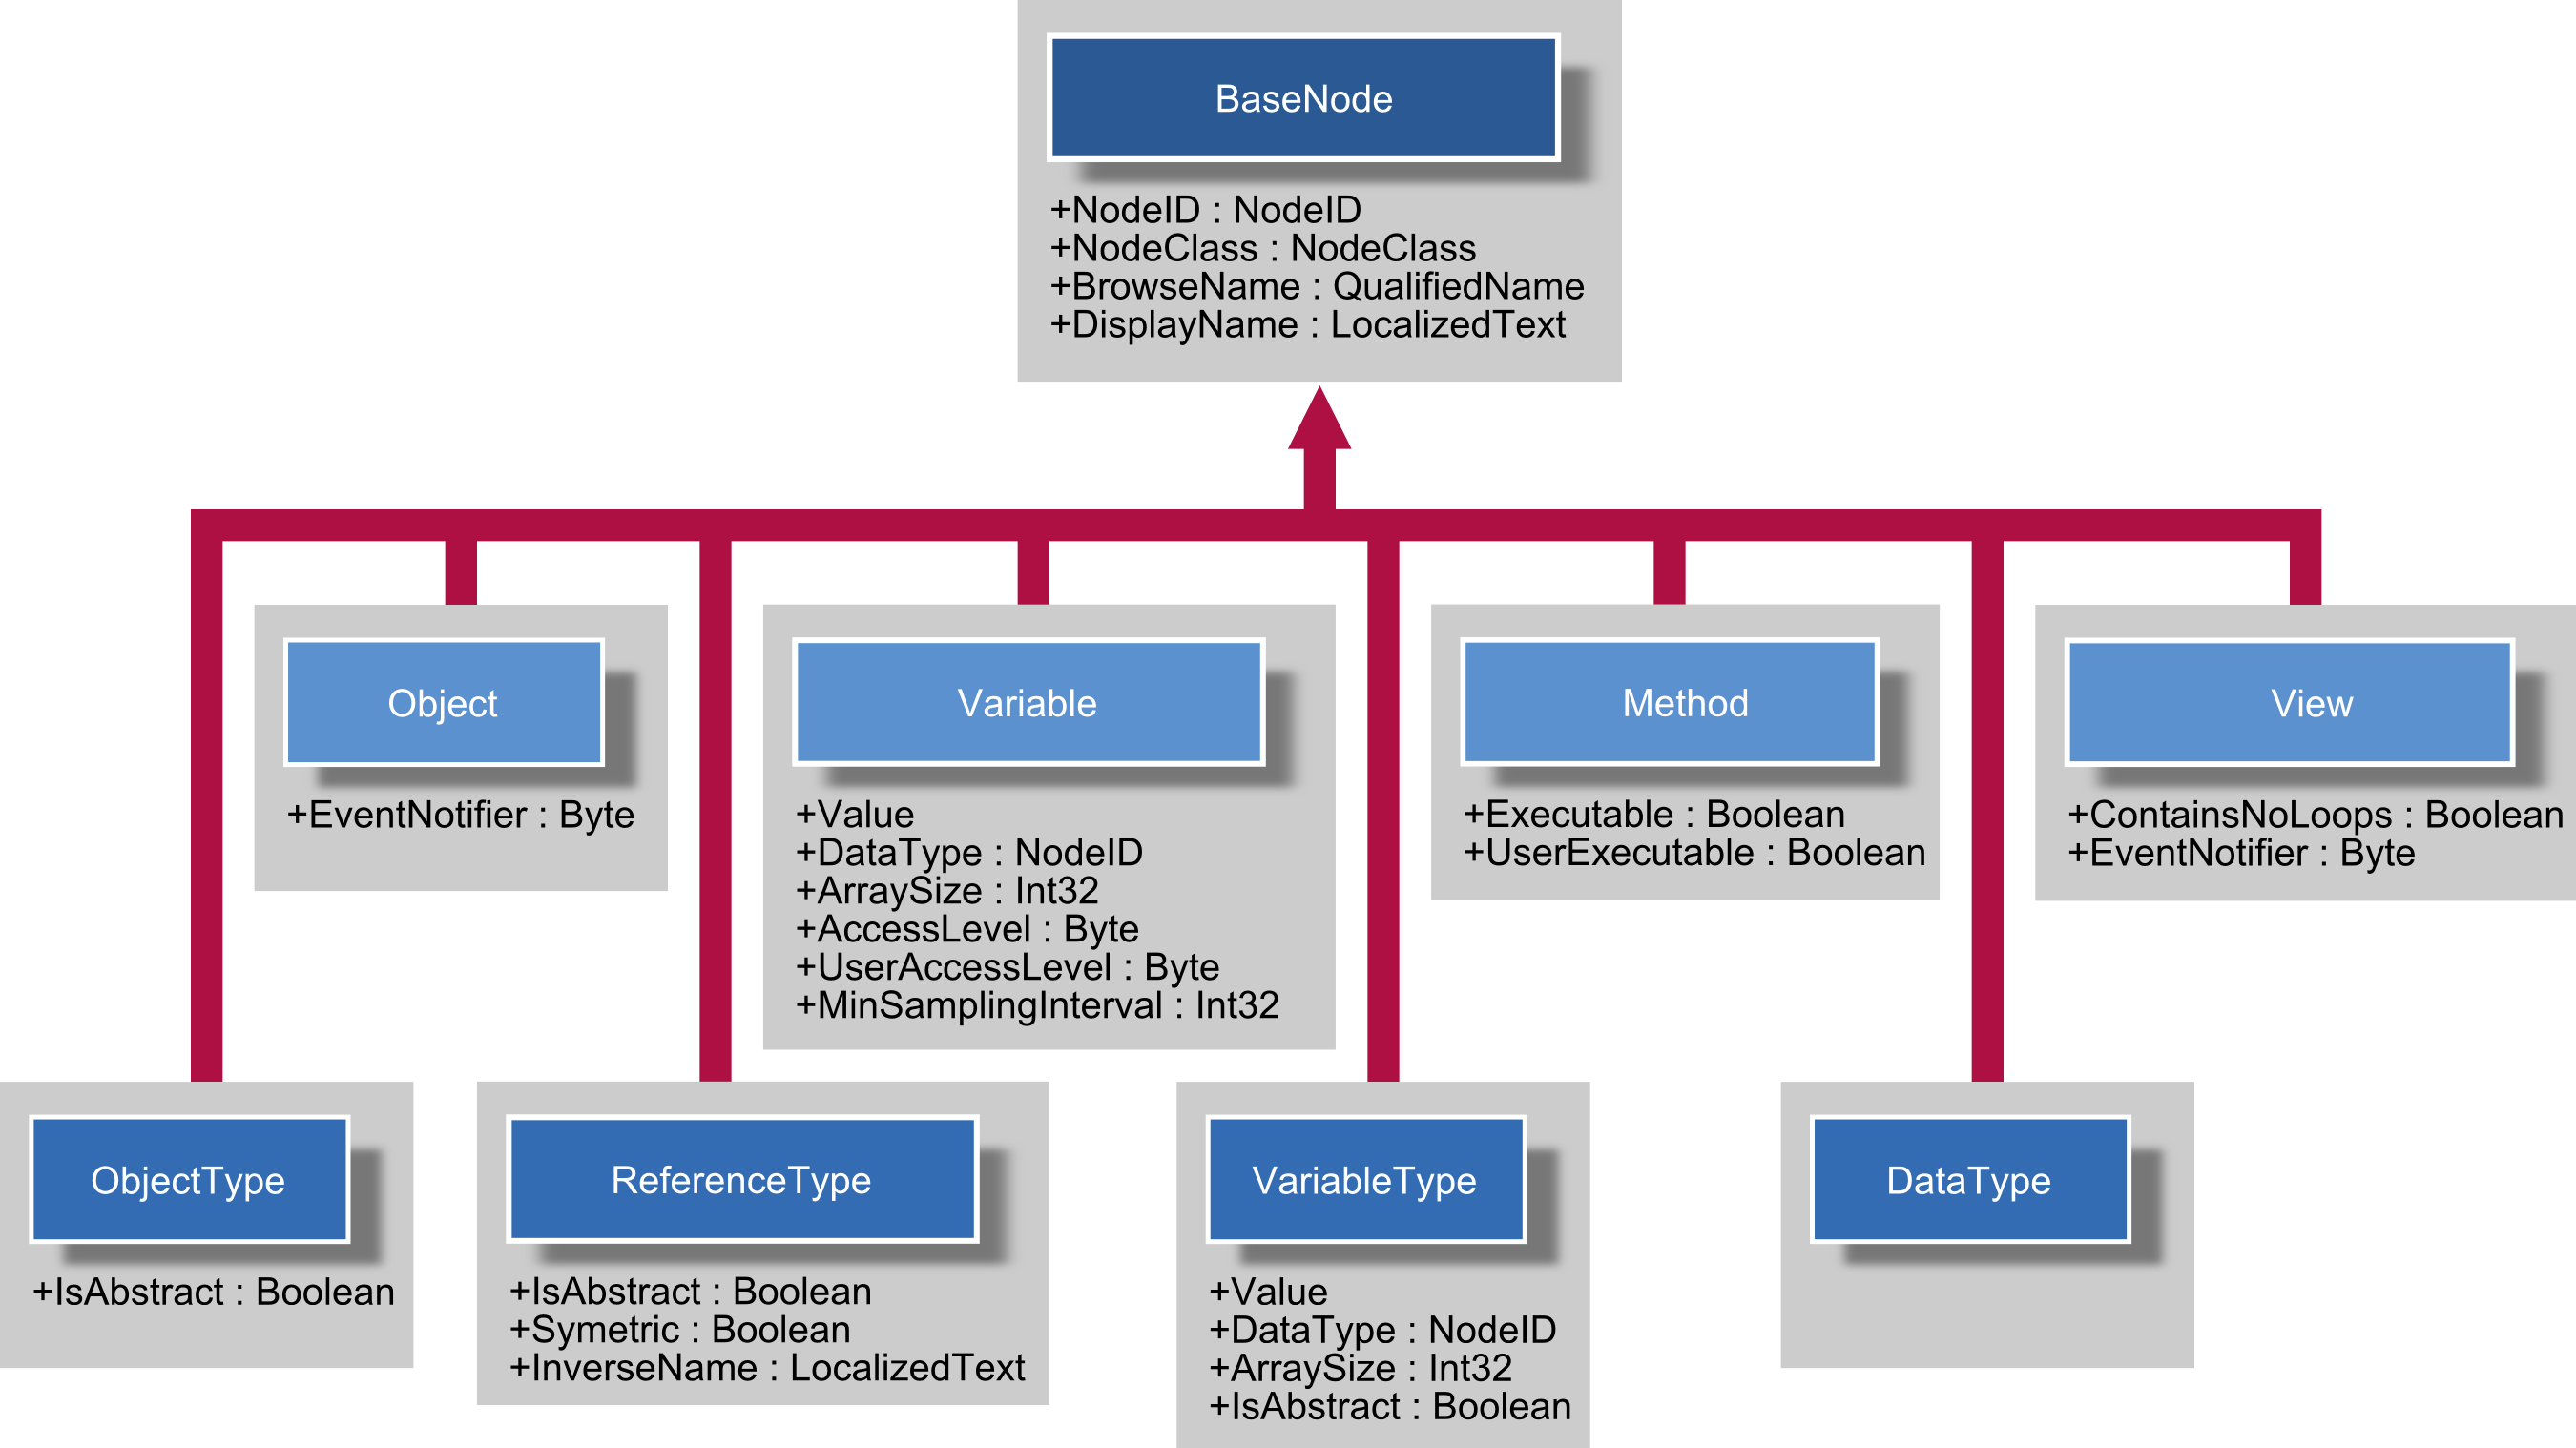 BaseNode
+NodeID : NodeID
+NodeClass : NodeClass
+BrowseName : QualifiedName
+DisplayName : LocalizedText
Object
+EventNotifier : Byte
Variable
+Value
+DataType : NodeID
+ArraySize : Int32
+AccessLevel : Byte
+UserAccessLevel : Byte
+MinSamplingInterval : Int32
Method
+Executable : Boolean
+UserExecutable : Boolean
View
+ContainsNoLoops : Boolean
+EventNotifier : Byte
ObjectType
+IsAbstract : Boolean
ReferenceType
+IsAbstract : Boolean
+Symetric : Boolean
+InverseName : LocalizedText
VariableType
+Value
+DataType : NodeID
+ArraySize : Int32
+IsAbstract : Boolean
DataType